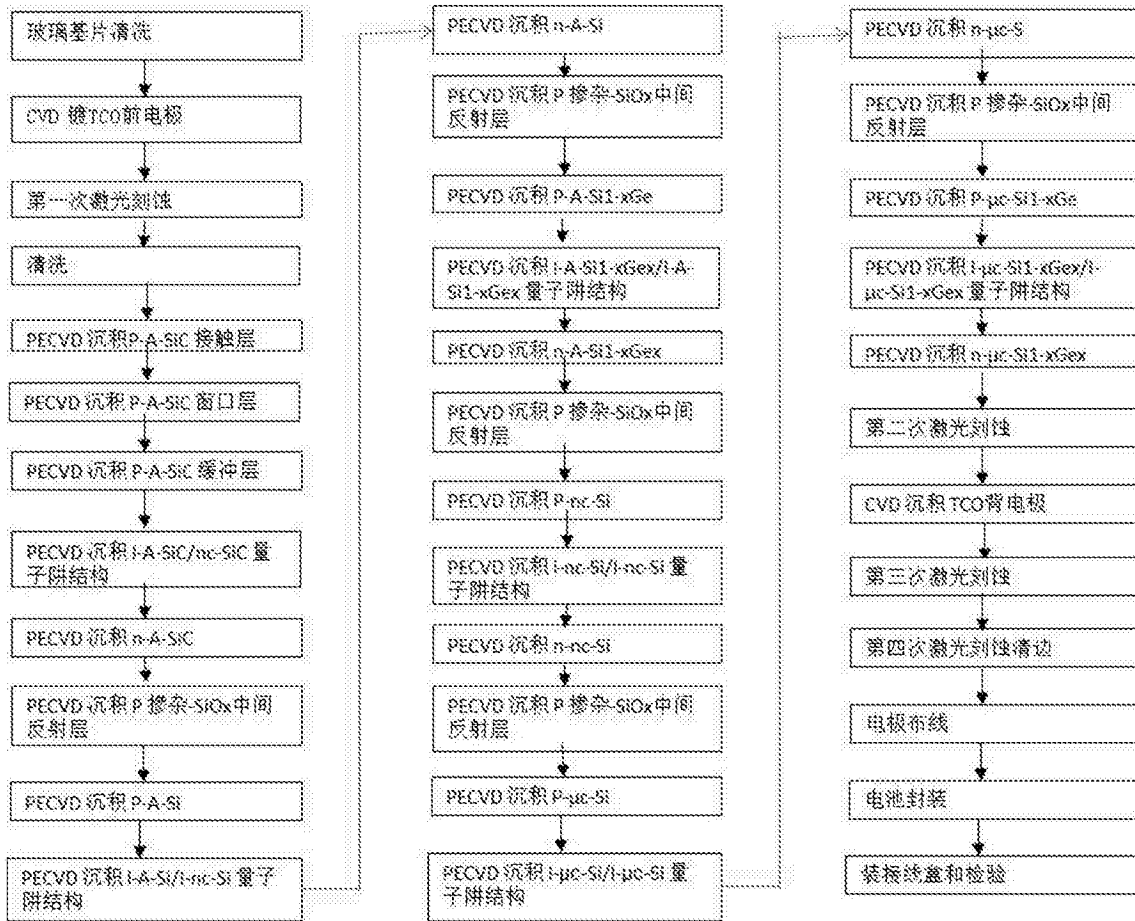 玻璃基片清洗
CVD 镀TCO前电极
第一次激光刻蚀
清洗
PECVD 沉积P-A-SiC 接触层
PECVD 沉积 P-A-SiC 窗口层
PECVD 沉积 P-A-SiC 缓冲层
PECVD 沉积 i-A-SiC/nc-SiC 量
子阱结构
PECVD 沉积 n-A-SiC
PECVD 沉积 P 掺杂-SiOx中间
反射层
PECVD 沉积 P-A-Si
PECVD 沉积 i-A-Si/i-nc-Si 量子
阱结构
PECVD 沉积 n-A-Si
PECVD 沉积 P 掺杂-SiOx中间
反射层
PECVD 沉积 P-A-Si1-xGe
PECVD 沉积 i-A-Si1-xGex/i-A-
Si1-xGex 量子阱结构
PECVD 沉积 n-A-Si1-xGex
PECVD 沉积 P 掺杂-SiOx中间
反射层
PECVD 沉积 P-nc-Si
PECVD 沉积 i-nc-Si/i-nc-Si 量
子阱结构
PECVD 沉积 n-nc-Si
PECVD 沉积 P 掺杂-SiOx中间
反射层
PECVD 沉积 P-μc-Si
PECVD 沉积 i-μc-Si/i-μc-Si 量
子阱结构
PECVD 沉积 n-μc-S
PECVD 沉积 P 掺杂-SiOx中间
反射层
PECVD 沉积 P-μc-Si1-xGe
PECVD 沉积 i-μc-Si1-xGex/i-
μc-Si1-xGex 量子阱结构
PECVD 沉积 n-μc-Si1-xGex
第二次激光刻蚀
CVD 沉积 TCO背电极
第三次激光刻蚀
第四次激光刻蚀清边
电极布线
电池封装
装接线盒和检验